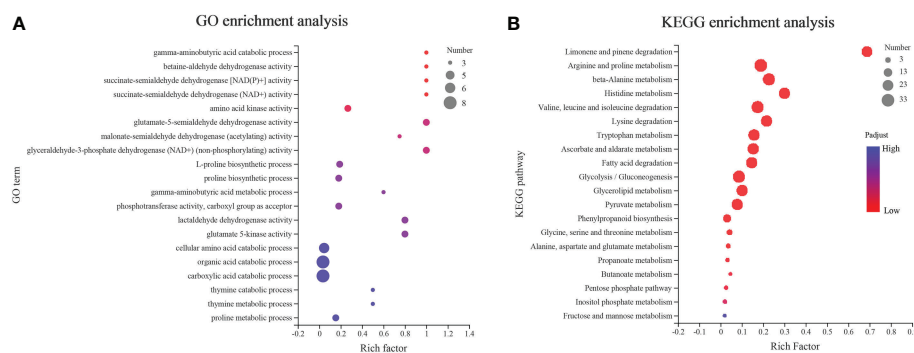 A
GO enrichment analysis
GO term
gamma-aminobutyric acid catabolic process
betaine-aldehyde dehydrogenase activity
succinate-semialdehyde dehydrogenase [NAD(P)+] activity
succinate-semialdehyde dehydrogenase (NAD+) activity
amino acid kinase activity
glutamate-5-semialdehyde dehydrogenase activity
malonate-semialdehyde dehydrogenase (acetylating) activity
glyceraldehyde-3-phosphate dehydrogenase (NAD+) (non-phosphorylating) activity
L-proline biosynthetic process
proline biosynthetic process
gamma-aminobutyric acid metabolic process
phosphotransferase activity, carboxyl group as acceptor
lactaldehyde dehydrogenase activity
glutamate 5-kinase activity
cellular amino acid catabolic process
organic acid catabolic process
carboxylic acid catabolic process
thymine catabolic process
thymine metabolic process
proline metabolic process
-0.2 0 0.2 0.4 0.6 0.8 1 1.2 1.4
Rich factor
Number
3
5
6
8
B
KEGG enrichment analysis
KEGG pathway
Limonene and pinene degradation
Arginine and proline metabolism
beta-Alanine metabolism
Histidine metabolism
Valine, leucine and isoleucine degradation
Lysine degradation
Tryptophan metabolism
Ascorbate and aldarate metabolism
Fatty acid degradation
Glycolysis / Gluconeogenesis
Glycerolipid metabolism
Pyruvate metabolism
Phenylpropanoid biosynthesis
Glycine, serine and threonine metabolism
Alanine, aspartate and glutamate metabolism
Propanoate metabolism
Butanoate metabolism
Pentose phosphate pathway
Inositol phosphate metabolism
Fructose and mannose metabolism
-0.2 -0.1 0 0.1 0.2 0.3 0.4 0.5 0.6 0.7 0.8
Rich Factor
Number
3
13
23
33
Padjust
High
Low